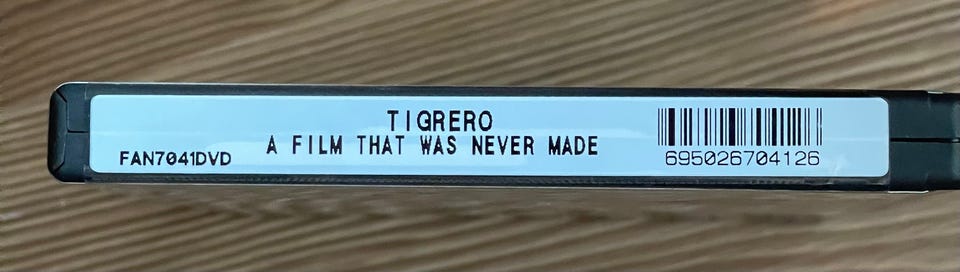 TIGRERO
A FILM THAT WAS NEVER MADE
FAN7041DVD
695026704126